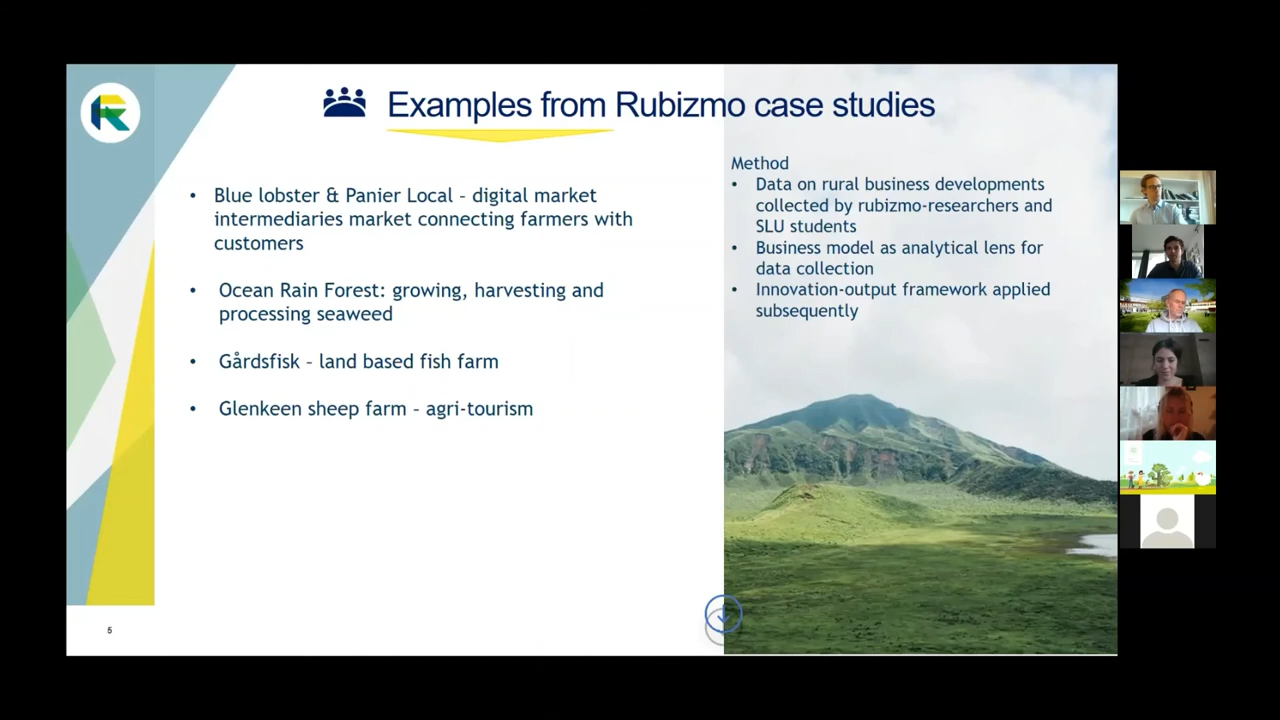 Examples from Rubizmo case studies
• Blue lobster & Panier Local – digital market
intermediaries market connecting farmers with
customers
• Ocean Rain Forest: growing, harvesting and
processing seaweed
• Gårdsfisk – land based fish farm
• Glenkeen sheep farm – agri-tourism
Method
• Data on rural business developments
collected by rubizmo-researchers and
SLU students
• Business model as analytical lens for
data collection
• Innovation-output framework applied
subsequently
5